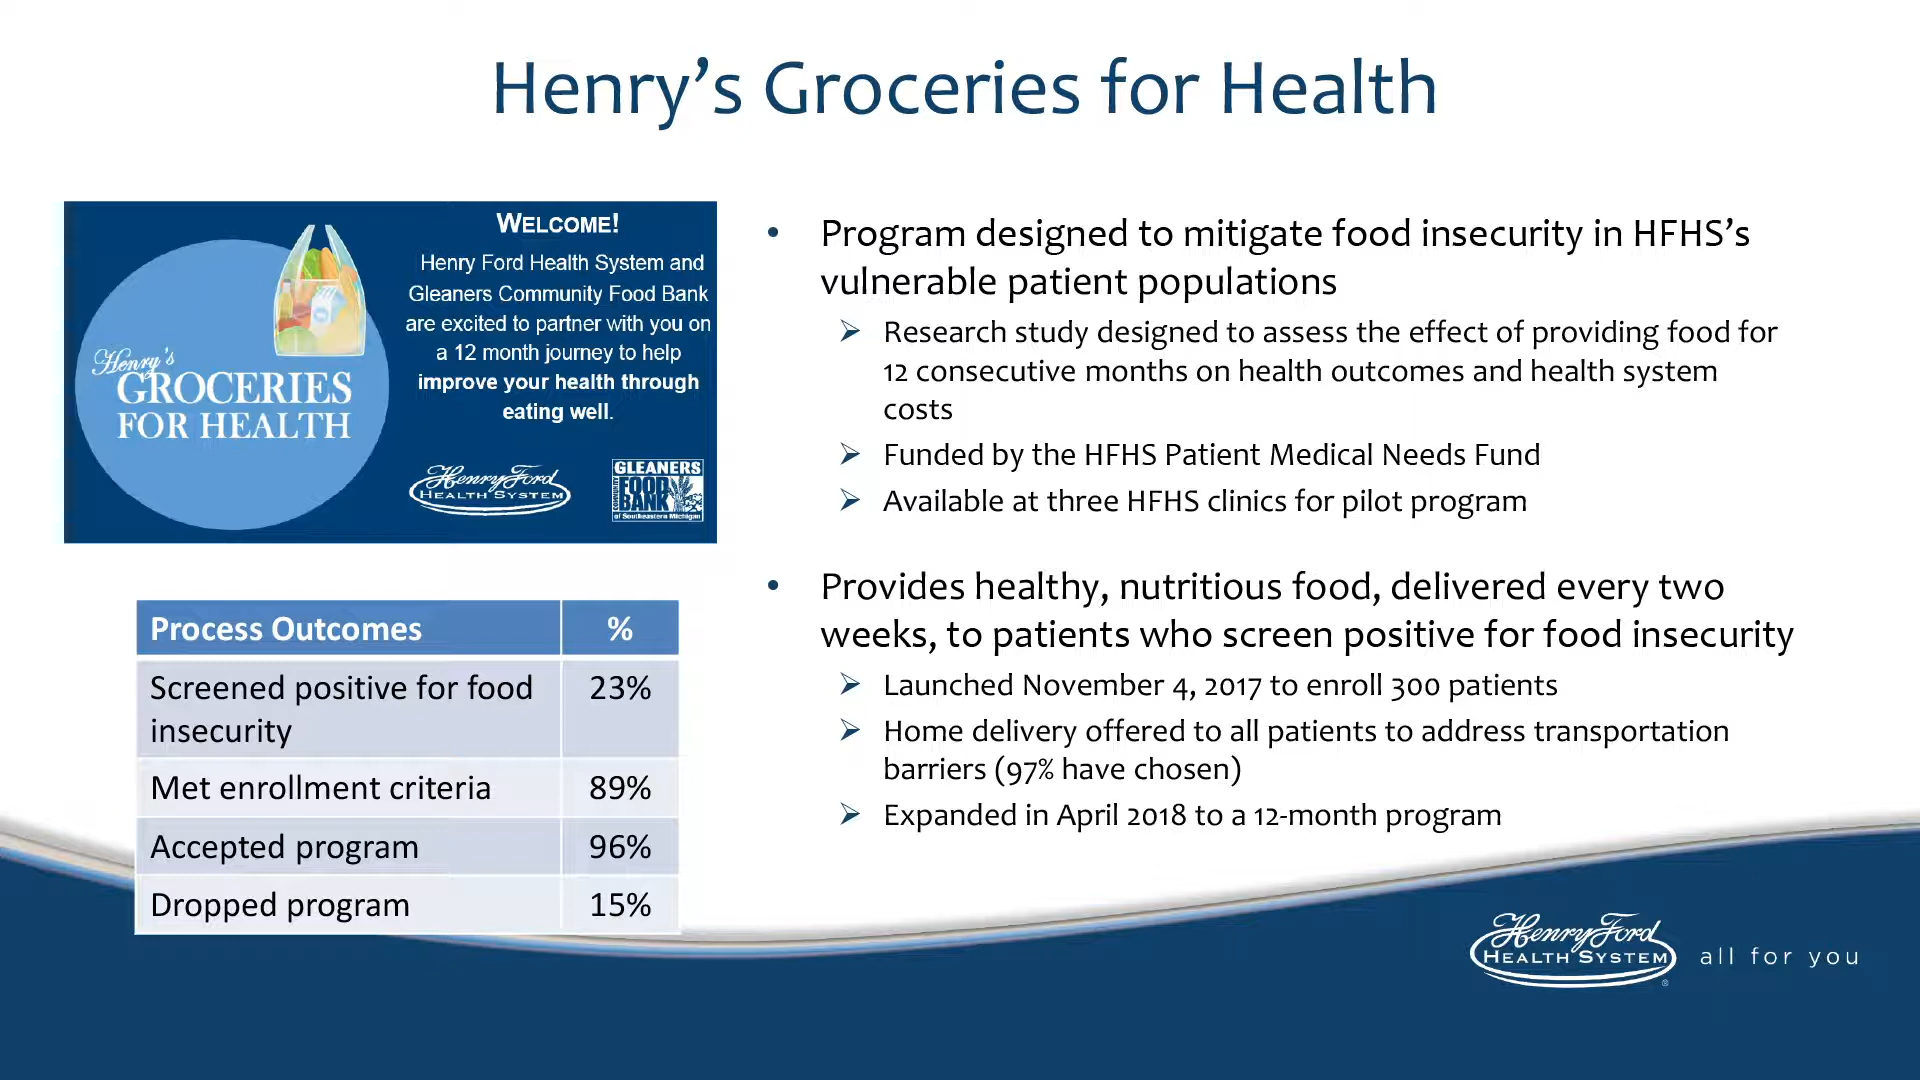 Henry’s Groceries for Health
WELCOME!
Henry Ford Health System and
Gleaners Community Food Bank
are excited to partner with you on
a 12 month journey to help
improve your health through
eating well.
Henry's
GROCERIES
FOR HEALTH
Henry Ford
HEALTH SYSTEM
GLEANERS
COMMUNITY
FOOD
BANK
of Southeastern Michigan
Process Outcomes %
Screened positive for food 23%
insecurity
Met enrollment criteria 89%
Accepted program 96%
Dropped program 15%
• Program designed to mitigate food insecurity in HFHS’s
vulnerable patient populations
➢ Research study designed to assess the effect of providing food for
12 consecutive months on health outcomes and health system
costs
➢ Funded by the HFHS Patient Medical Needs Fund
➢ Available at three HFHS clinics for pilot program
• Provides healthy, nutritious food, delivered every two
weeks, to patients who screen positive for food insecurity
➢ Launched November 4, 2017 to enroll 300 patients
➢ Home delivery offered to all patients to address transportation
barriers (97% have chosen)
➢ Expanded in April 2018 to a 12-month program
Henry Ford
HEALTH SYSTEM®
all for you